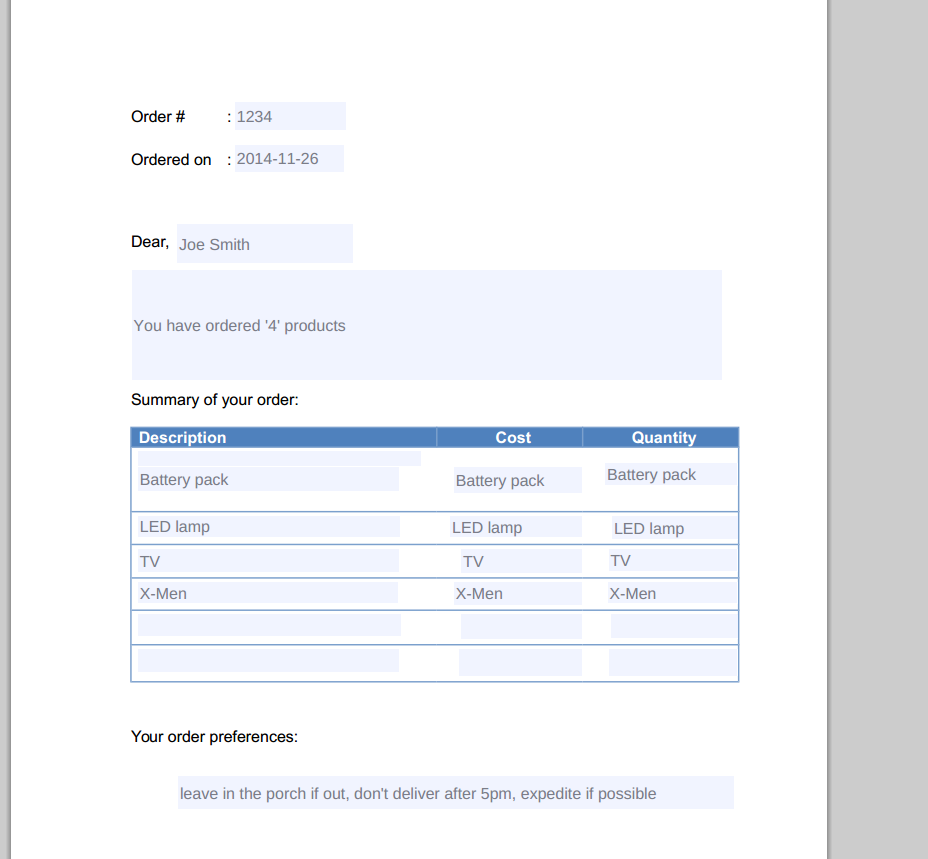 Order # : 1234
Ordered on : 2014-11-26
Dear, Joe Smith
You have ordered '4' products
Summary of your order:
Description Cost Quantity
Battery pack Battery pack Battery pack
LED lamp LED lamp LED lamp
TV TV TV
X-Men X-Men X-Men
Your order preferences:
leave in the porch if out, don't deliver after 5pm, expedite if possible